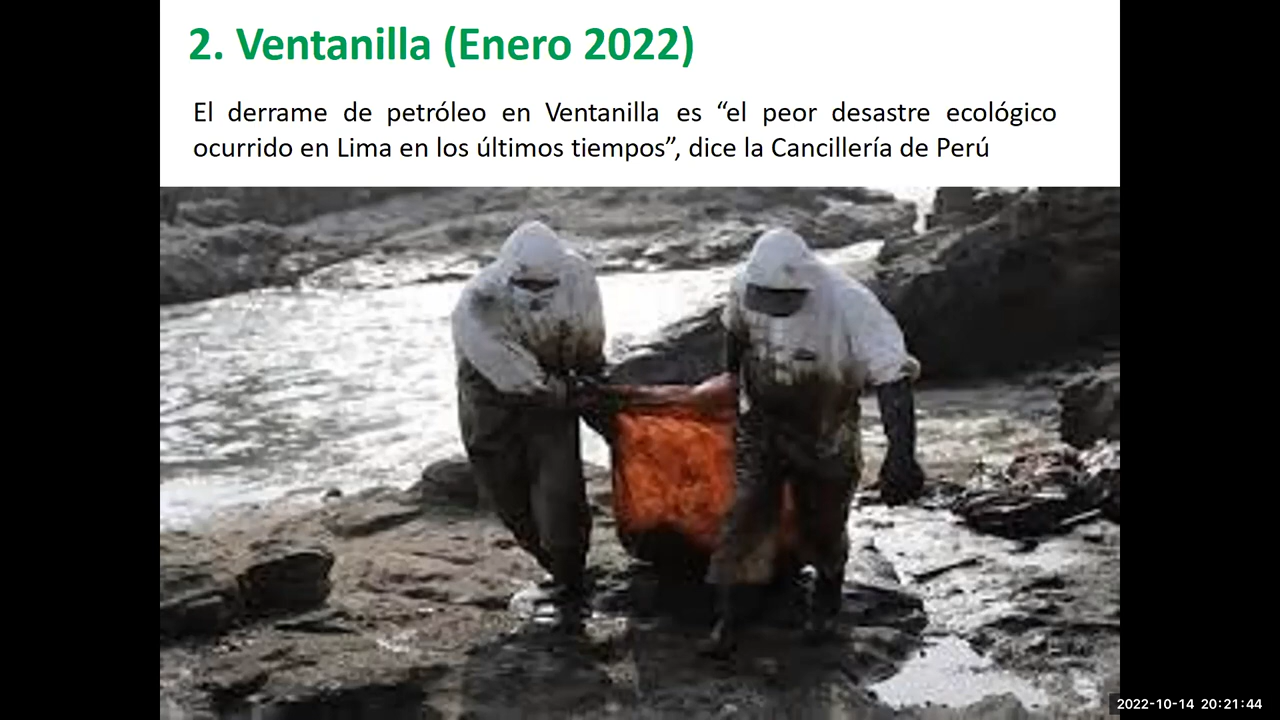 2. Ventanilla (Enero 2022)
El derrame de petróleo en Ventanilla es “el peor desastre ecológico
ocurrido en Lima en los últimos tiempos”, dice la Cancillería de Perú
2022-10-14 20:21:44